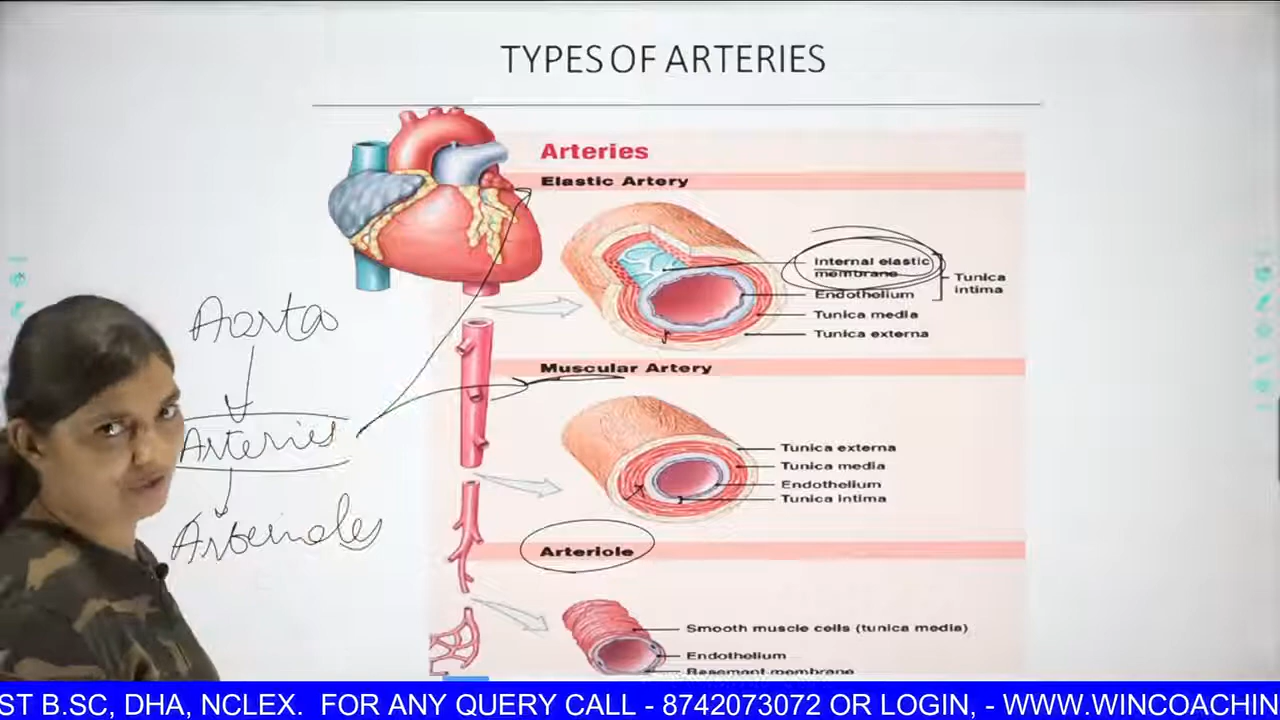 TYPES OF ARTERIES
Arteries
Elastic Artery
Internal elastic
membrane
Endothelium
Tunica
intima
Tunica media
Tunica externa
Aorta
Arteries
Arterioles
Muscular Artery
Tunica externa
Tunica media
Endothelium
Tunica intima
Arteriole
Smooth muscle cells (tunica media)
Endothelium
Basement membrane
ST B.SC, DHA, NCLEX. FOR ANY QUERY CALL - 8742073072 OR LOGIN, - WWW.WINCOACHIN